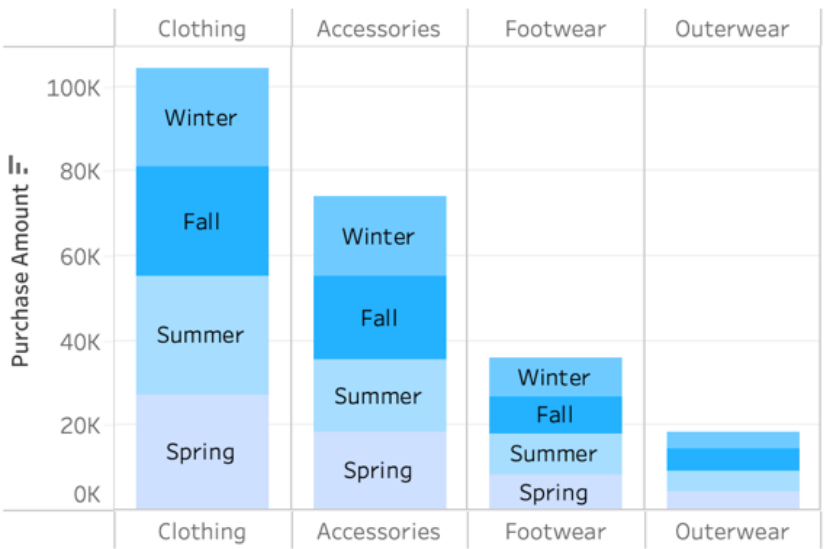 Clothing Accessories Footwear Outerwear
100K
Winter
80K
Fall Winter
60K
Purchase Amount
Fall
40K
Summer
Winter
Summer Fall
20K
Spring Spring Summer
0K Spring
Clothing Accessories Footwear Outerwear